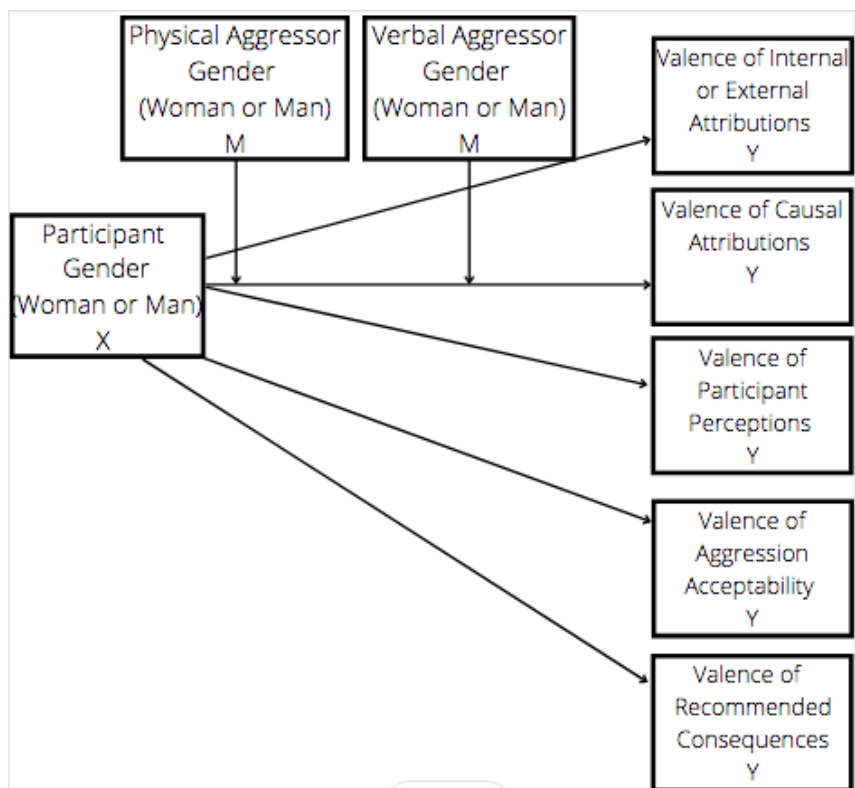 Physical Aggressor
Gender
(Woman or Man)
M
Verbal Aggressor
Gender
(Woman or Man)
M
Valence of Internal
or External
Attributions
Y
Participant
Gender
(Woman or Man)
X
Valence of Causal
Attributions
Y
Valence of
Participant
Perceptions
Y
Valence of
Aggression
Acceptability
Y
Valence of
Recommended
Consequences
Y